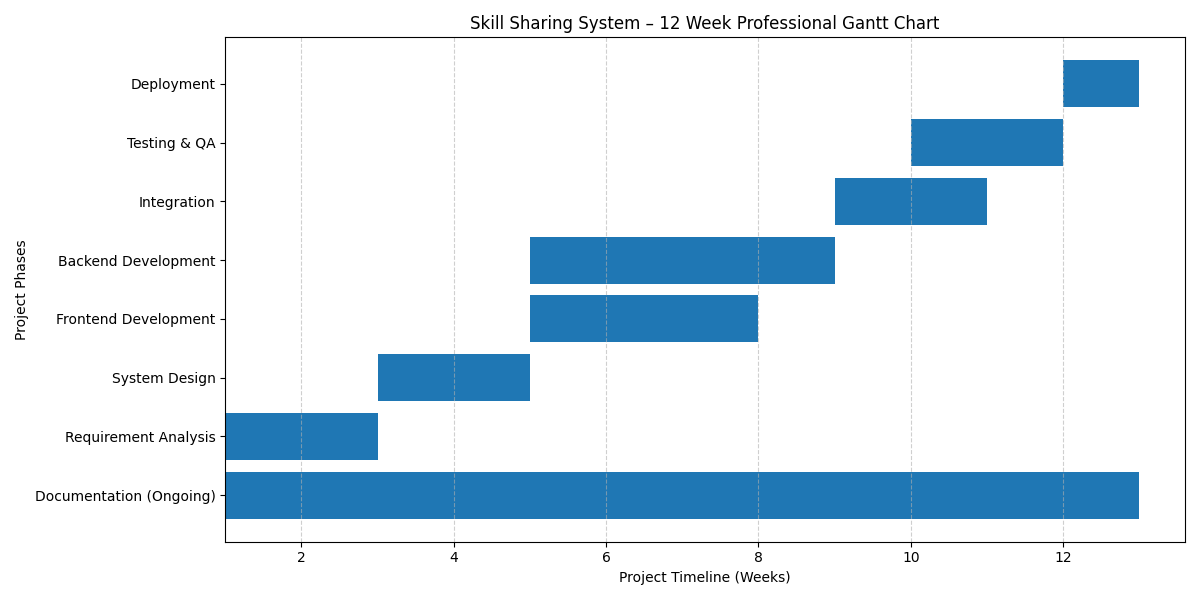 Skill Sharing System – 12 Week Professional Gantt Chart
Project Phases
Deployment
Testing & QA
Integration
Backend Development
Frontend Development
System Design
Requirement Analysis
Documentation (Ongoing)
2 4 6 8 10 12
Project Timeline (Weeks)